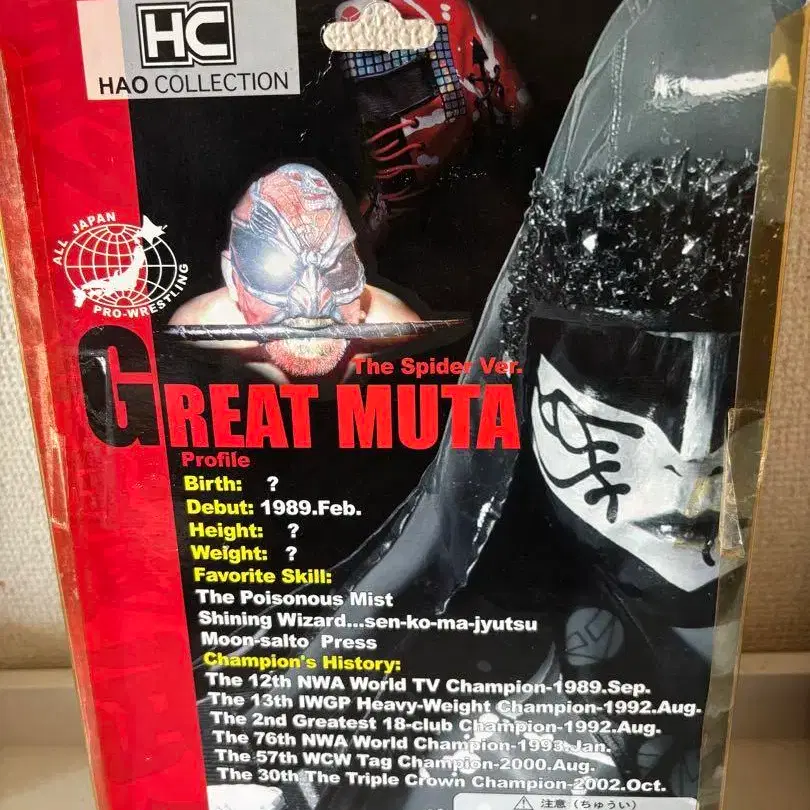 HC
HAO COLLECTION
ALL JAPAN
PRO-WRESTLING
The Spider Ver.
GREAT MUTA
Profile
Birth: ?
Debut: 1989.Feb.
Height: ?
Weight: ?
Favorite Skill:
The Poisonous Mist
Shining Wizard...sen-ko-ma-jyutsu
Moon-salto Press
Champion's History:
The 12th NWA World TV Champion-1989.Sep.
The 13th IWGP Heavy-Weight Champion-1992.Aug.
The 2nd Greatest 18-club Champion-1992.Aug.
The 76th NWA World Champion-1993.Jan.
The 57th WCW Tag Champion-2000.Aug.
The 30th The Triple Crown Champion-2002.Oct.
注意（ちゅうい）